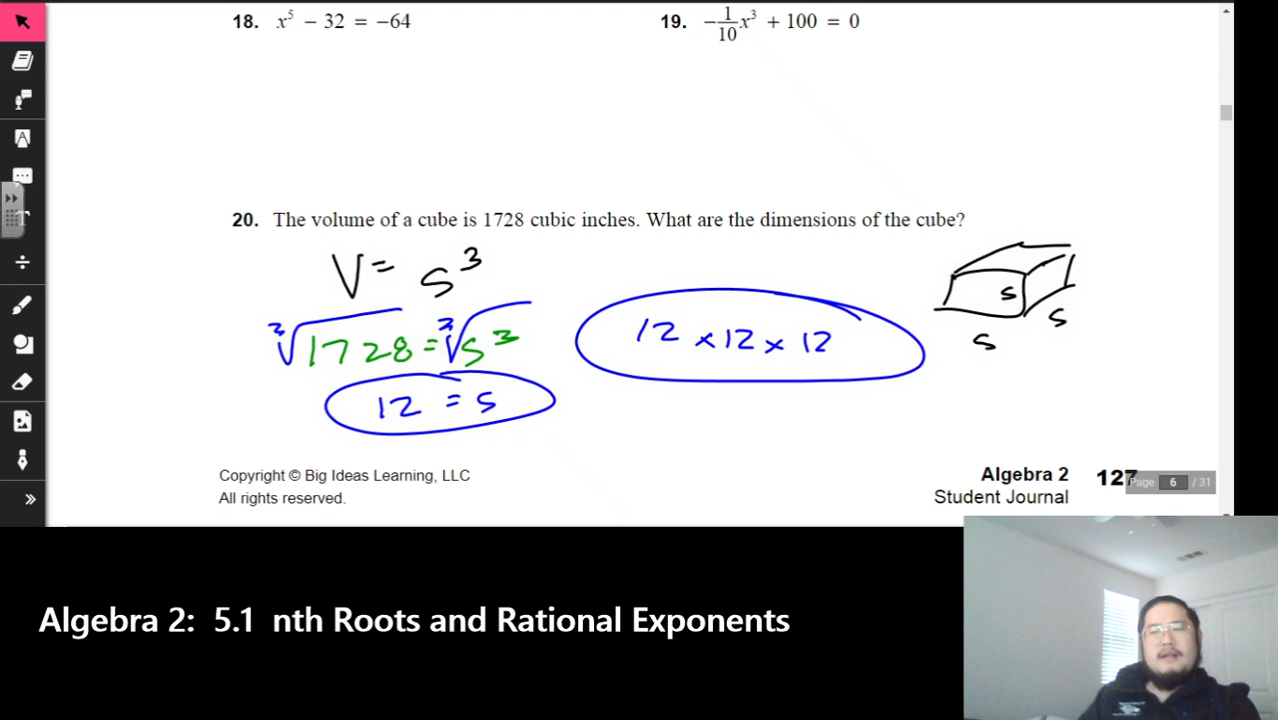 18. x⁵ − 32 = −64
19. −1/10 x³ + 100 = 0
20. The volume of a cube is 1728 cubic inches. What are the dimensions of the cube?
V = s³
∛1728 = ∛s³
12 = s
12 × 12 × 12
s
s
s
Copyright © Big Ideas Learning, LLC
All rights reserved.
Algebra 2 127
Student Journal
Page 6 / 31
Algebra 2: 5.1 nth Roots and Rational Exponents